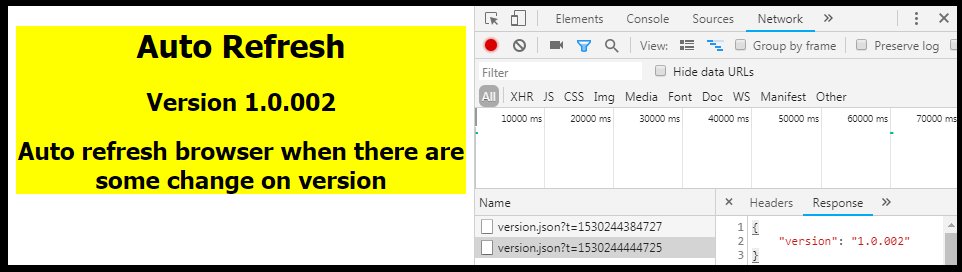 Auto Refresh
Version 1.0.002
Auto refresh browser when there are
some change on version
Elements Console Sources Network »
View: Group by frame Preserve log
Filter Hide data URLs
All XHR JS CSS Img Media Font Doc WS Manifest Other
10000 ms 20000 ms 30000 ms 40000 ms 50000 ms 60000 ms 70000 ms
Name × Headers Response »
version.json?t=1530244384727 1 {
version.json?t=1530244444725 2 "version": "1.0.002"
3 }